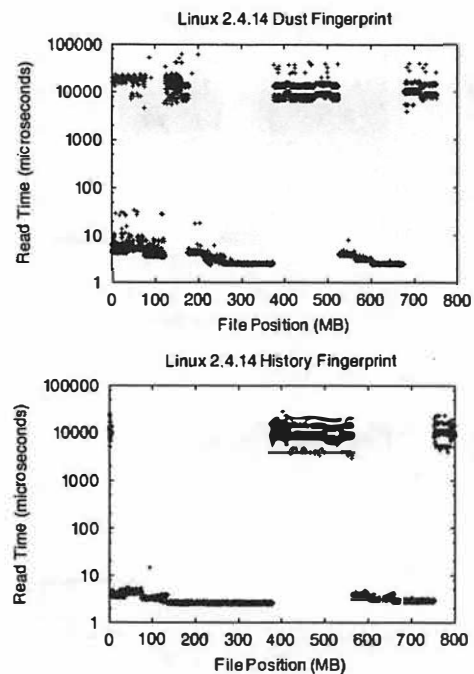 Linux 2.4.14 Dust Fingerprint
100000
10000
1000
100
10
1
Read Time (microseconds)
0 100 200 300 400 500 600 700 800
File Position (MB)
Linux 2.4.14 History Fingerprint
100000
10000
1000
100
10
1
Read Time (microseconds)
0 100 200 300 400 500 600 700 800
File Position (MB)